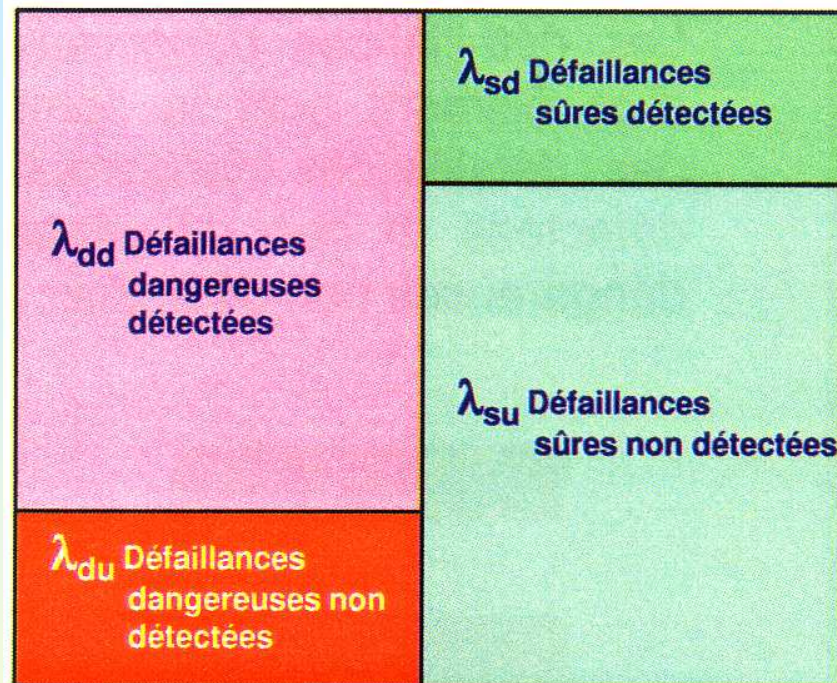 λdd Défaillances
dangereuses
détectées
λdu Défaillances
dangereuses non
détectées
λsd Défaillances
sûres détectées
λsu Défaillances
sûres non détectées